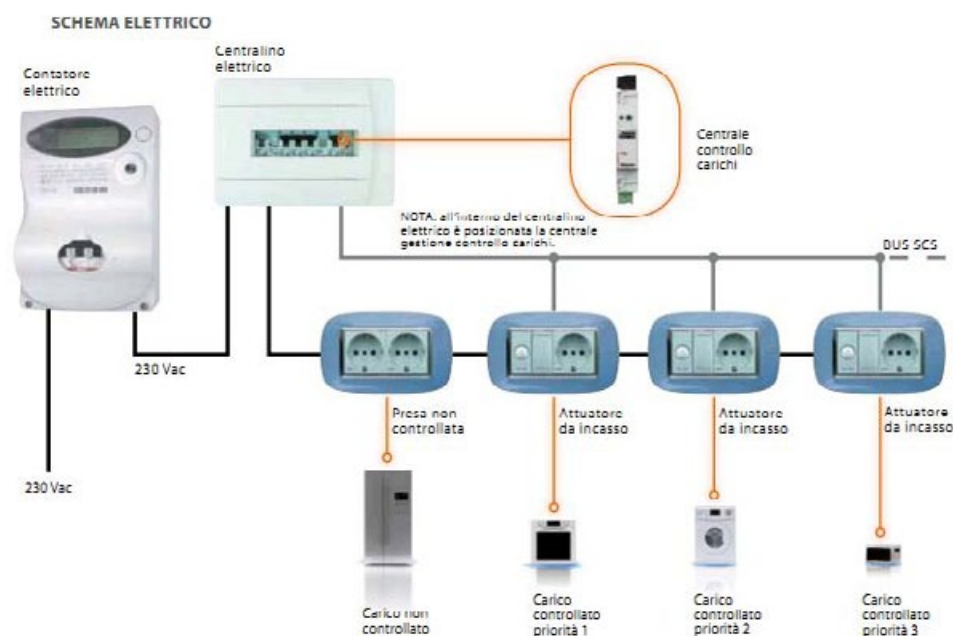 SCHEMA ELETTRICO
Contatore
elettrico
Centralino
elettrico
Centrale
controllo
carichi
NOTA: all'interno del centralino
elettrico è posizionata la centrale
gestione controllo carichi.
BUS SCS
230 Vac
230 Vac
Presa non
controllata
Attuatore
da incasso
Attuatore
da incasso
Attuatore
da incasso
Carico non
controllato
Carico
controllato
priorità 1
Carico
controllato
priorità 2
Carico
controllato
priorità 3